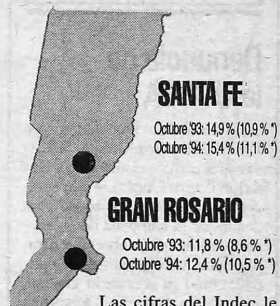 SANTA FE
Octubre '93: 14,9 % (10,9 % *)
Octubre '94: 15,4 % (11,1 % *)
GRAN ROSARIO
Octubre '93: 11,8 % (8,6 % *)
Octubre '94: 12,4 % (10,5 % *)
Las cifras del Indec le